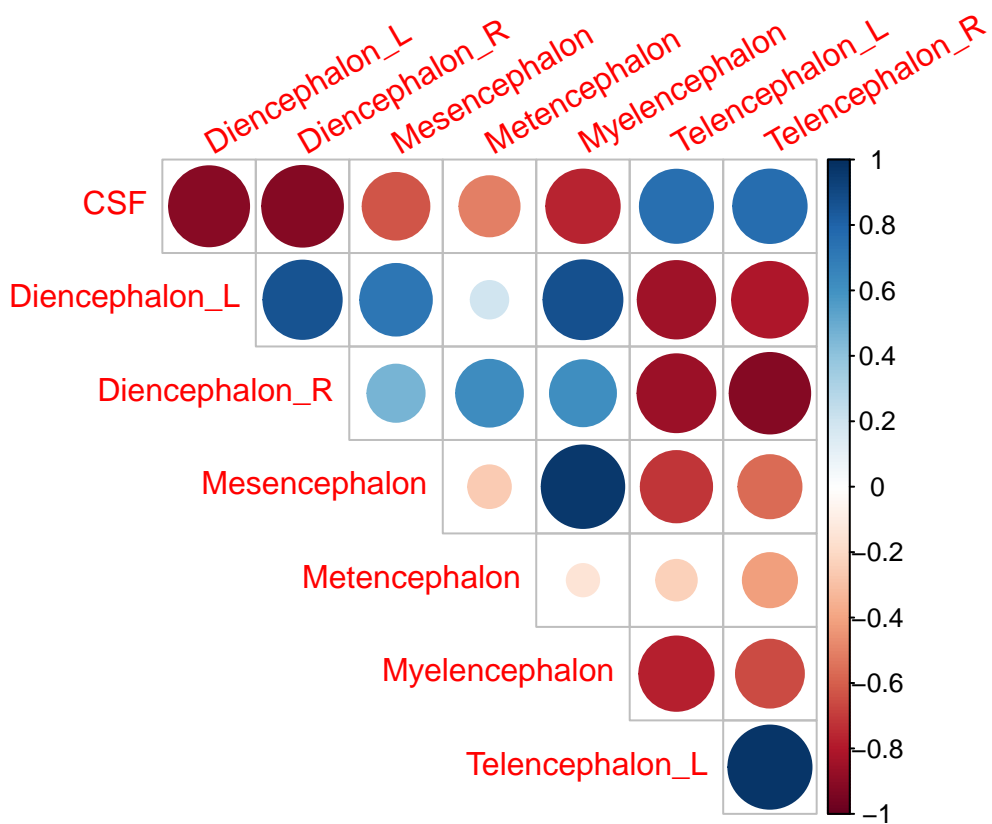 Diencephalon_L
Diencephalon_R
Mesencephalon
Metencephalon
Myelencephalon
Telencephalon_L
Telencephalon_R
CSF
Diencephalon_L
Diencephalon_R
Mesencephalon
Metencephalon
Myelencephalon
Telencephalon_L
1
0.8
0.6
0.4
0.2
0
−0.2
−0.4
−0.6
−0.8
−1